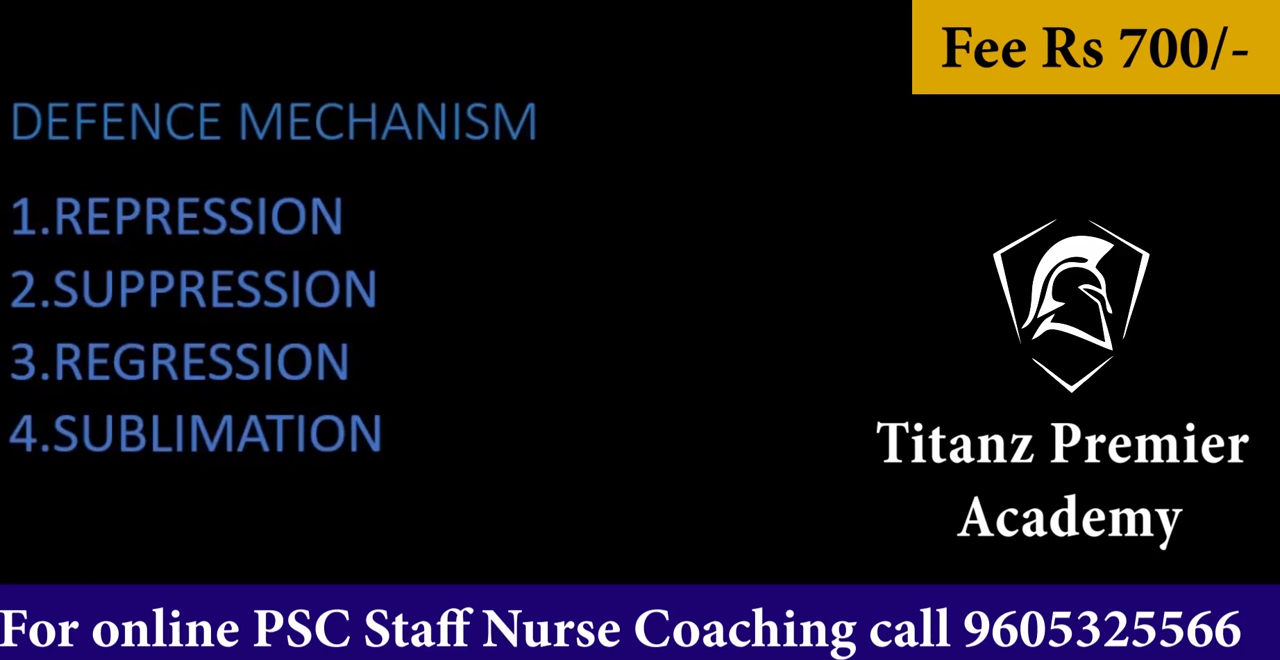 Fee Rs 700/-
DEFENCE MECHANISM
1.REPRESSION
2.SUPPRESSION
3.REGRESSION
4.SUBLIMATION
Titanz Premier
Academy
For online PSC Staff Nurse Coaching call 9605325566